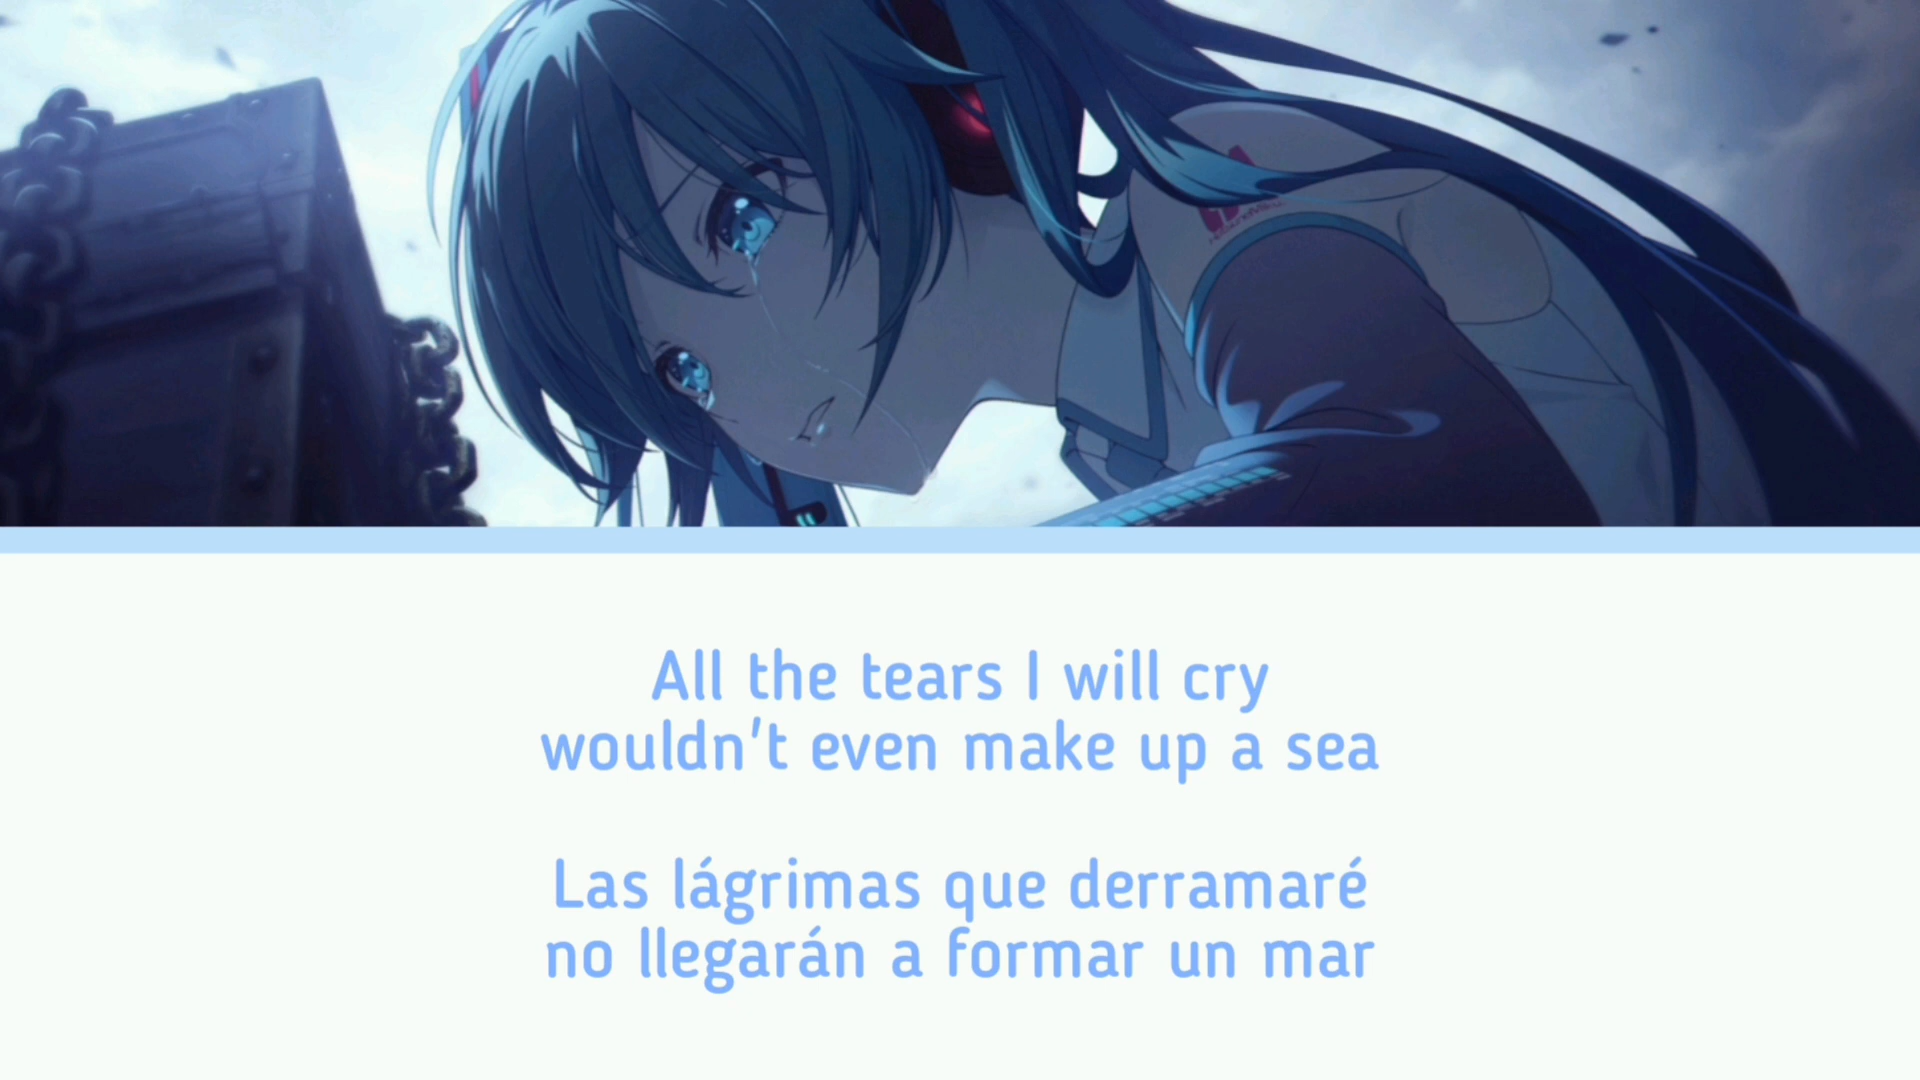 All the tears I will cry
wouldn't even make up a sea
Las lágrimas que derramaré
no llegarán a formar un mar